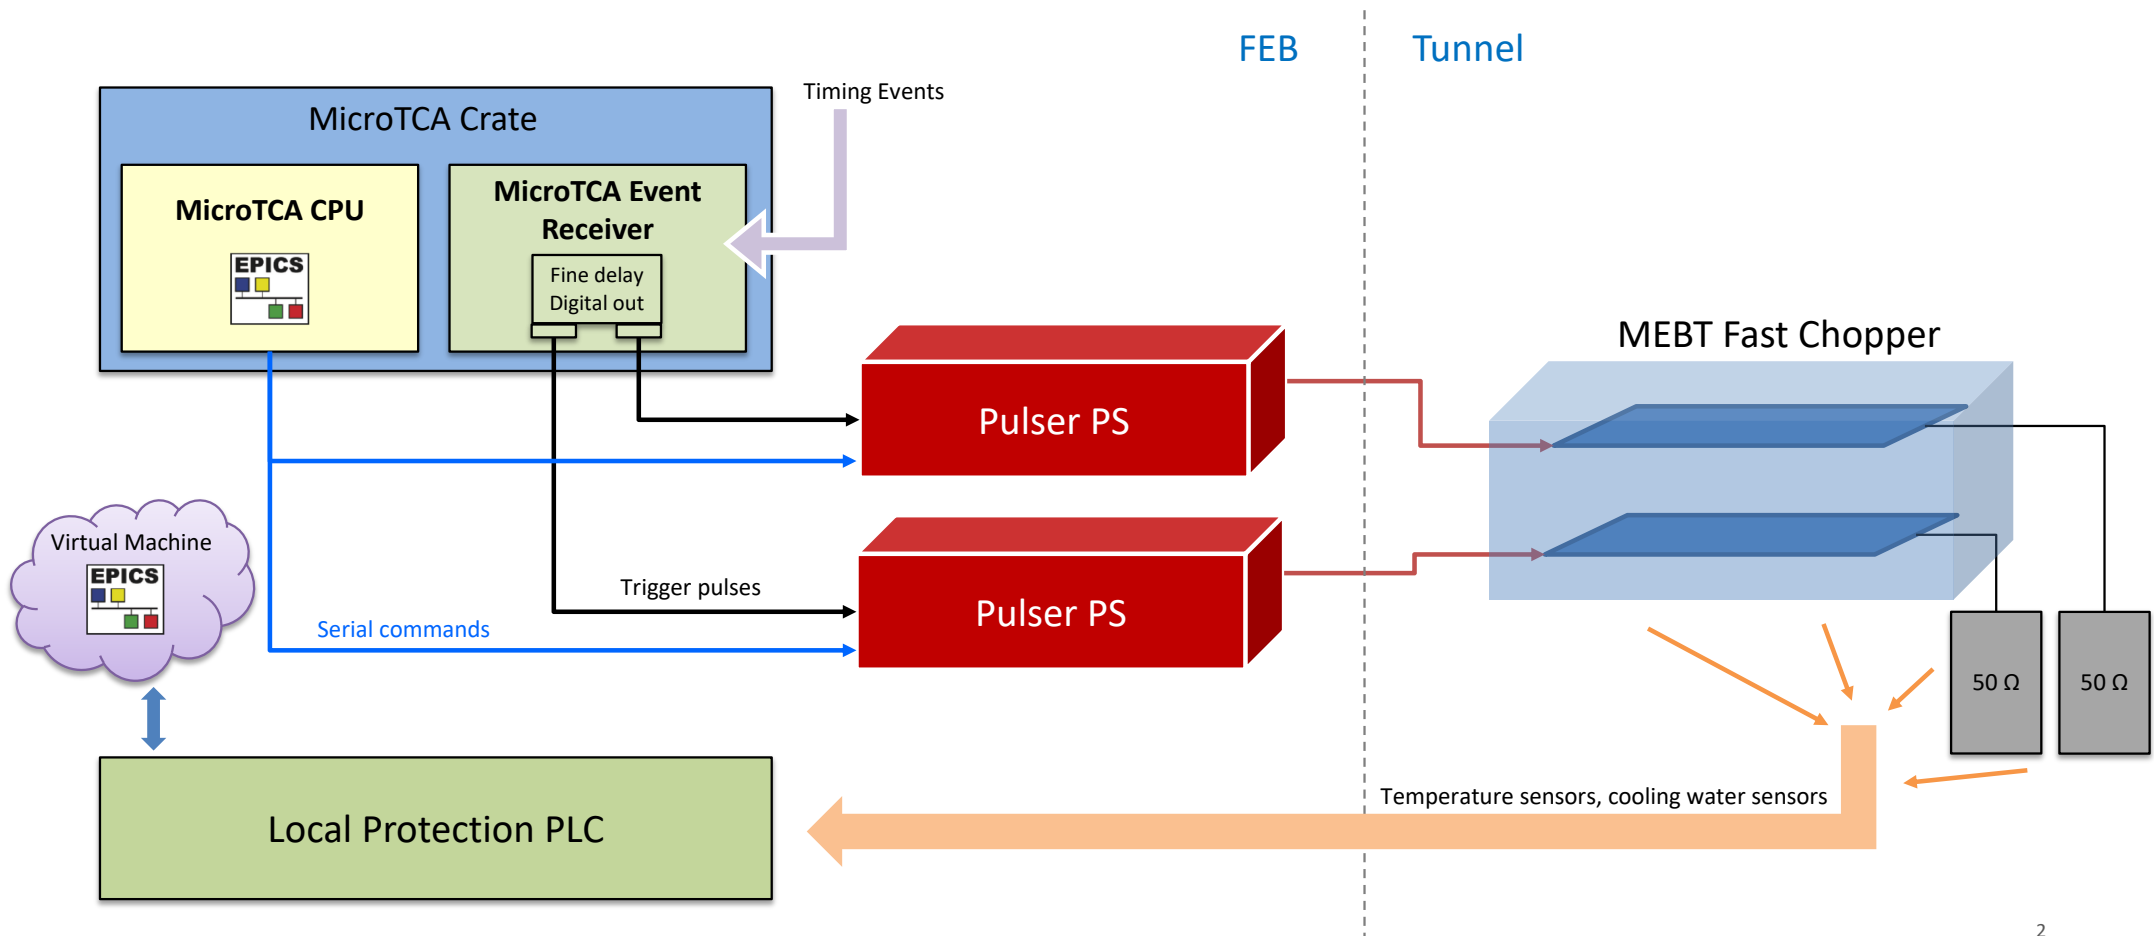 FEB
Tunnel
Timing Events
MicroTCA Crate
MicroTCA CPU
EPICS
MicroTCA Event
Receiver
Fine delay
Digital out
Pulser PS
MEBT Fast Chopper
Virtual Machine
EPICS
Trigger pulses
Serial commands
Pulser PS
50 Ω
50 Ω
Temperature sensors, cooling water sensors
Local Protection PLC
2